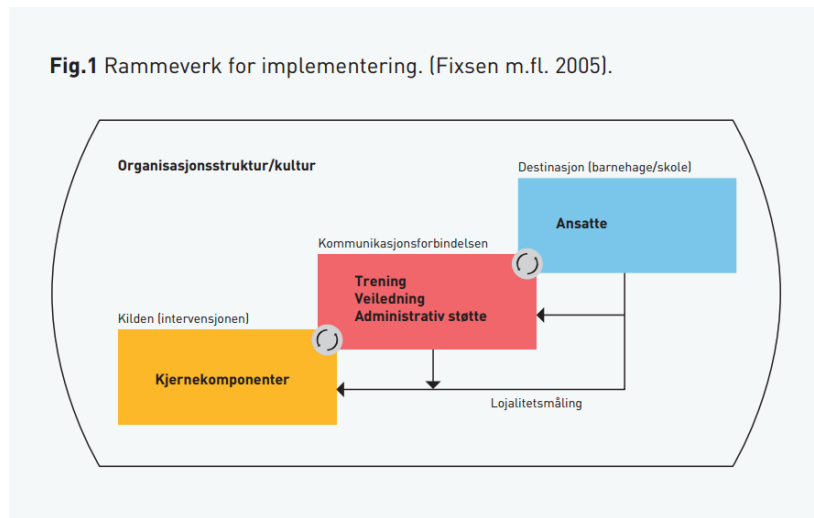 Fig.1 Rammeverk for implementering. (Fixsen m.fl. 2005).
Organisasjonsstruktur/kultur
Destinasjon (barnehage/skole)
Ansatte
Kommunikasjonsforbindelsen
Trening
Veiledning
Administrativ støtte
Kilden (intervensjonen)
Kjernekomponenter
Lojalitetsmåling